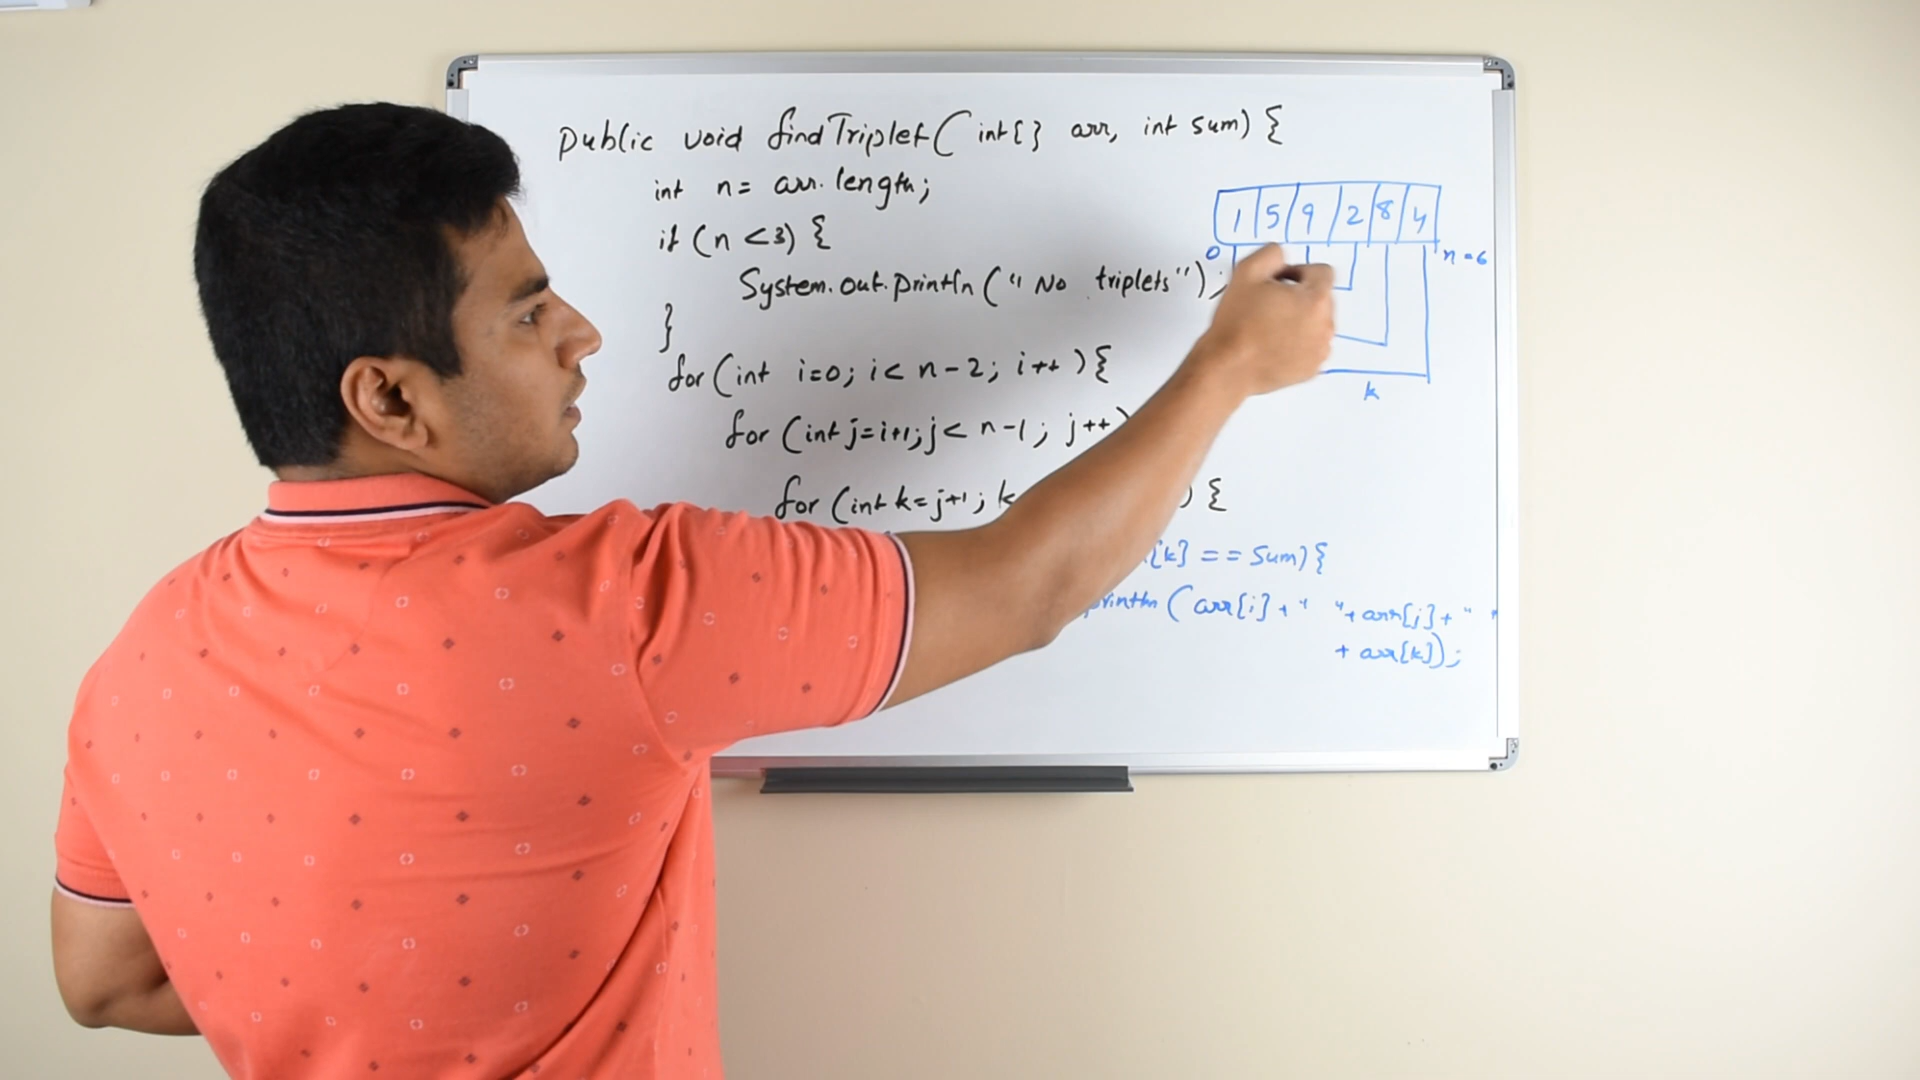 public void findTriplet(int[] arr, int sum) {
int n= arr.length;
if (n <3) {
System.out.println (" No triplets");
}
for (int i=0; i< n-2; i++ ) {
for (int j=i+1; j< n-1; j++)
for (int k=j+1; k ) {
[k] == sum) {
println (arr[i] + " " + arr[j] + " "
+ arr[k]);
1 5 9 2 8 4
0
n=6
k